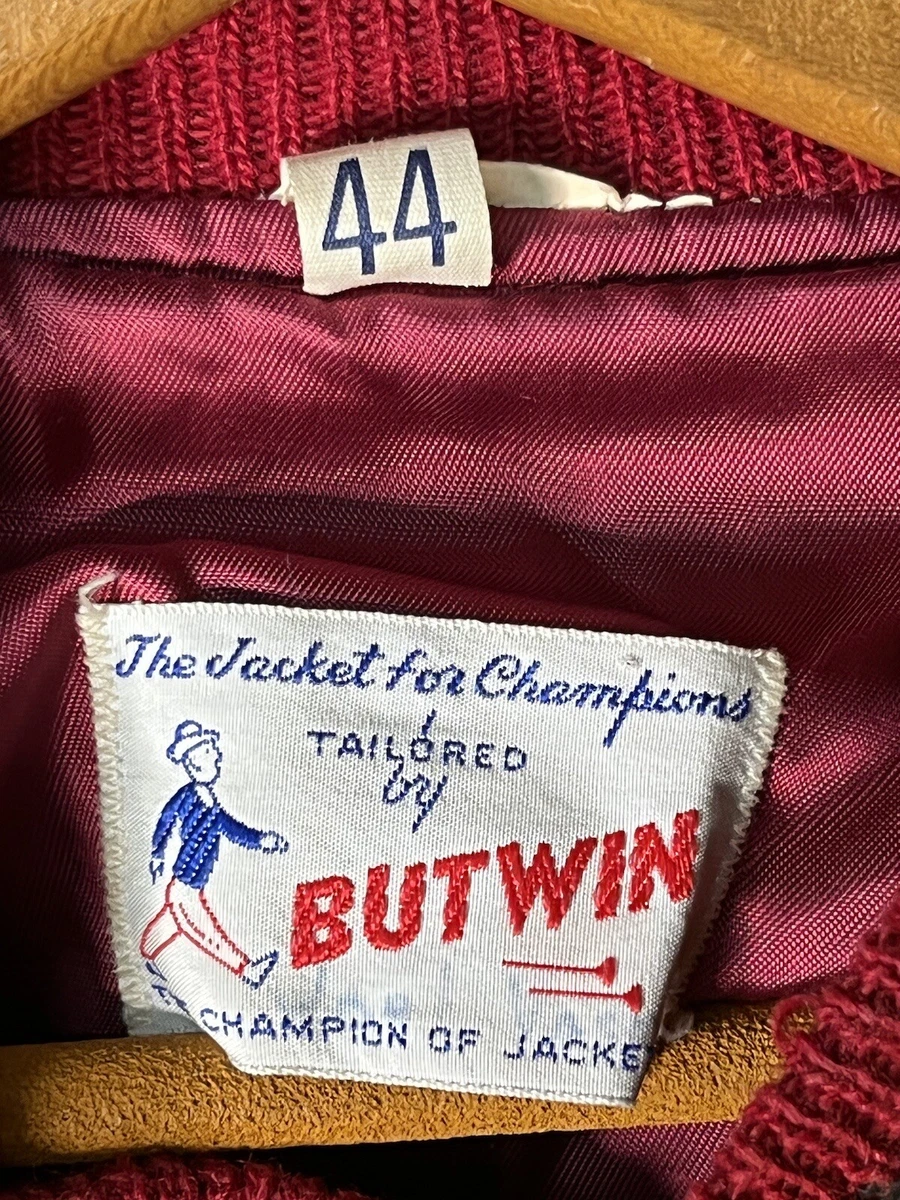 44
The Jacket for Champions
TAILORED
by
BUTWIN
CHAMPION OF JACKE